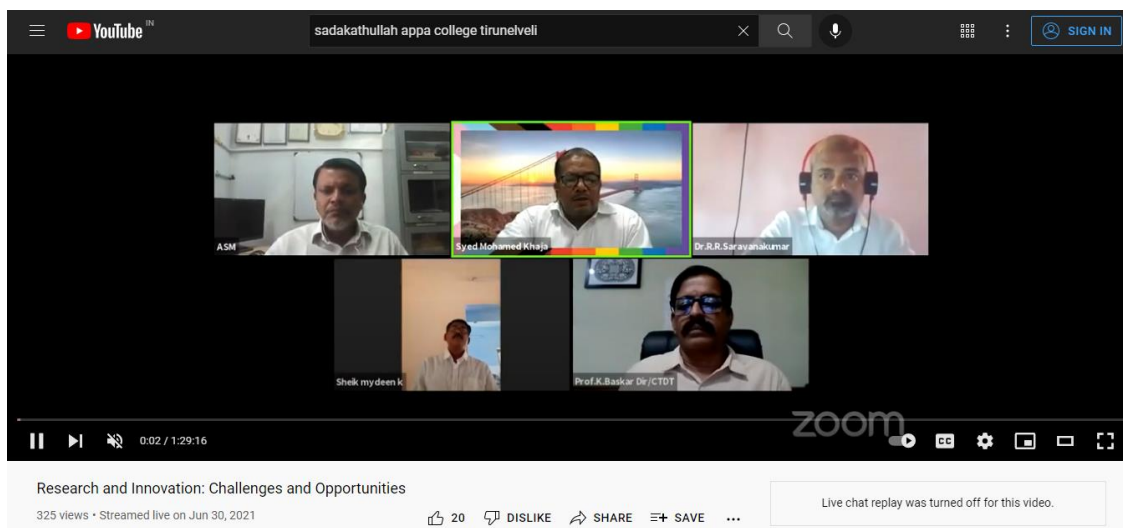 YouTube IN
sadakathullah appa college tirunelveli
SIGN IN
ASM
Syed Mohamed Khaja
Dr.R.R.Saravanakumar
Sheik mydeen k
Prof.K.Baskar Dir/CTDT
zoom
0:02 / 1:29:16
CC
Research and Innovation: Challenges and Opportunities
325 views • Streamed live on Jun 30, 2021
20 DISLIKE SHARE SAVE ...
Live chat replay was turned off for this video.